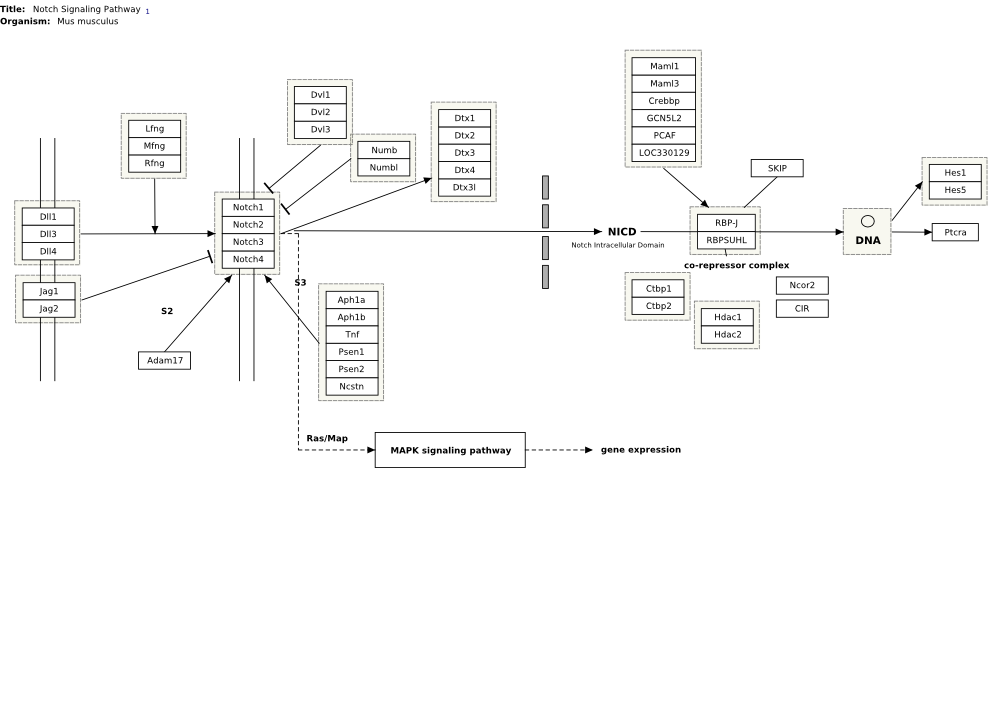 Title: Notch Signaling Pathway 1
Organism: Mus musculus
Maml1
Maml3
Crebbp
GCN5L2
PCAF
LOC330129
Dvl1
Dvl2
Dvl3
Dtx1
Dtx2
Dtx3
Dtx4
Dtx3l
Lfng
Mfng
Rfng
Numb
Numbl
SKIP
Hes1
Hes5
Dll1
Dll3
Dll4
Notch1
Notch2
Notch3
Notch4
NICD
Notch Intracellular Domain
RBP-J
RBPSUHL
DNA
Ptcra
co-repressor complex
Jag1
Jag2
S3
S2
Aph1a
Aph1b
Tnf
Psen1
Psen2
Ncstn
Ctbp1
Ctbp2
Ncor2
CIR
Hdac1
Hdac2
Adam17
Ras/Map
MAPK signaling pathway
gene expression